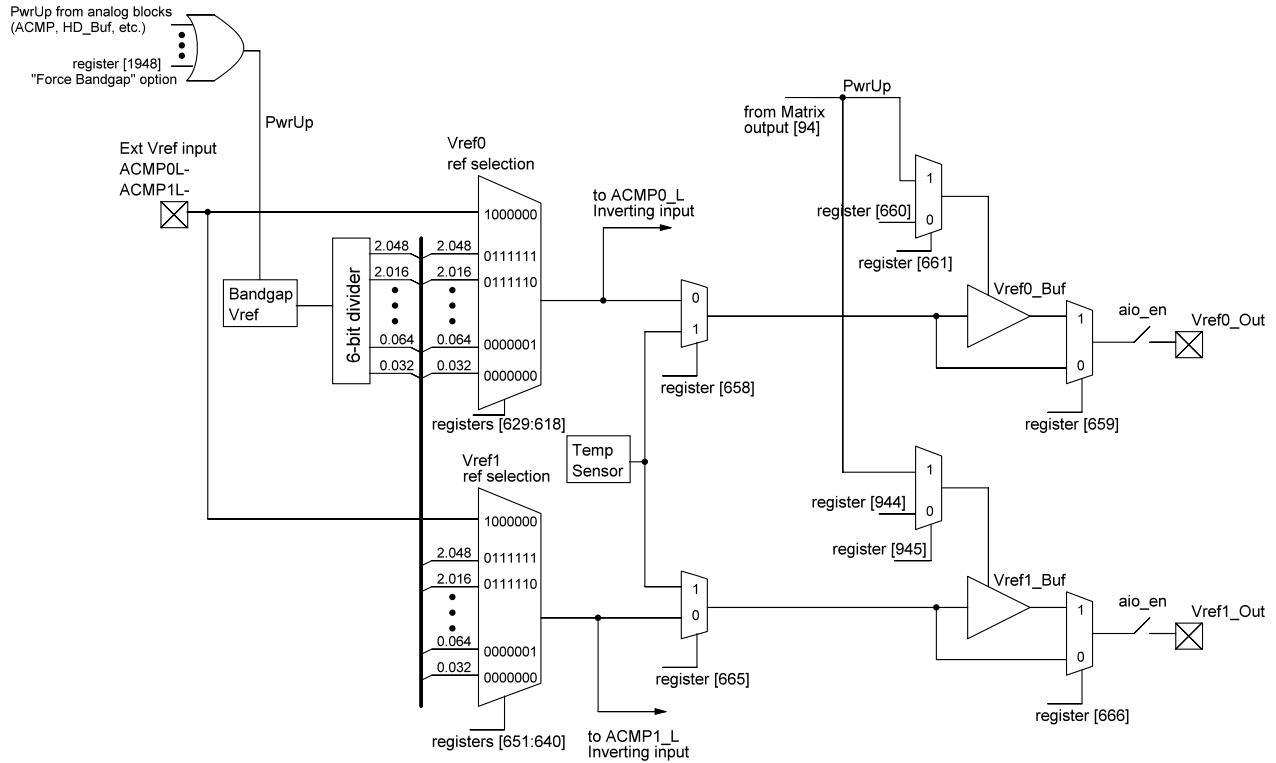 PwrUp from analog blocks
(ACMP, HD_Buf, etc.)
register [1948]
"Force Bandgap" option
PwrUp
Ext Vref input
ACMP0L-
ACMP1L-
Bandgap
Vref
6-bit divider
2.048
2.016
0.064
0.032
2.048
2.016
0.064
0.032
Vref0
ref selection
1000000
0111111
0111110
0000001
0000000
registers [629:618]
to ACMP0_L
Inverting input
0
1
register [658]
Temp
Sensor
PwrUp
from Matrix
output [94]
1
register [660]
0
register [661]
Vref0_Buf
1
0
register [659]
aio_en
Vref0_Out
Vref1
ref selection
1000000
2.048
0111111
2.016
0111110
0.064
0000001
0.032
0000000
registers [651:640]
to ACMP1_L
Inverting input
1
0
register [665]
1
register [944]
0
register [945]
Vref1_Buf
1
0
register [666]
aio_en
Vref1_Out